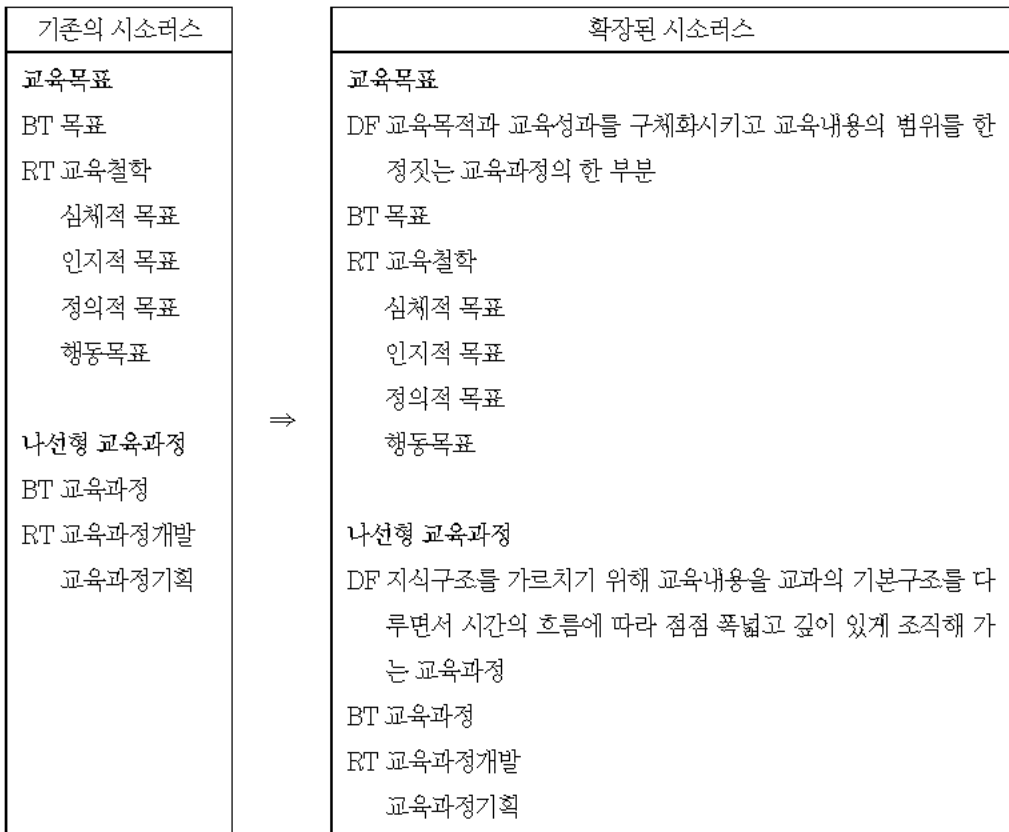 기존의 시소러스
교육목표
BT 목표
RT 교육철학
심체적 목표
인지적 목표
정의적 목표
행동목표
나선형 교육과정
BT 교육과정
RT 교육과정개발
교육과정기획
⇒
확장된 시소러스
교육목표
DF 교육목적과 교육성과를 구체화시키고 교육내용의 범위를 한
정짓는 교육과정의 한 부분
BT 목표
RT 교육철학
심체적 목표
인지적 목표
정의적 목표
행동목표
나선형 교육과정
DF 지식구조를 가르치기 위해 교육내용을 교과의 기본구조를 다
루면서 시간의 흐름에 따라 점점 폭넓고 깊이 있게 조직해 가
는 교육과정
BT 교육과정
RT 교육과정개발
교육과정기획